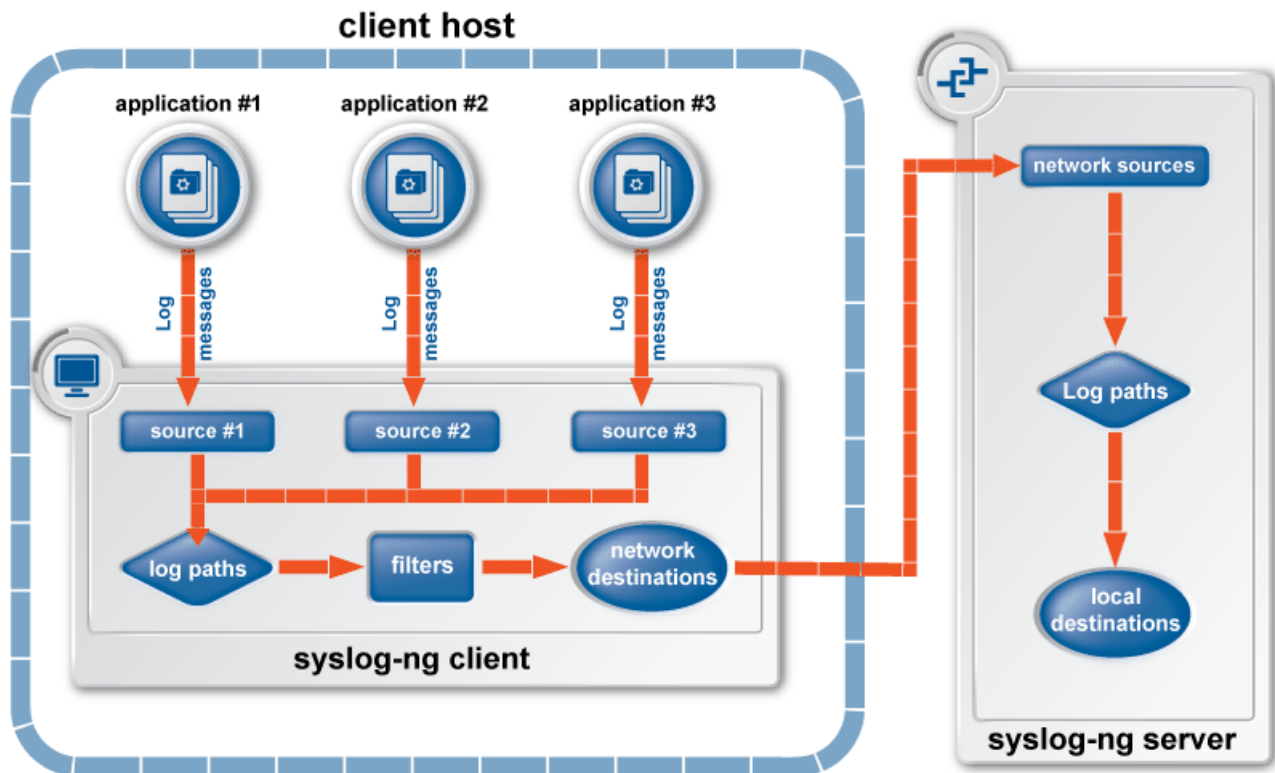 client host
application #1
application #2
application #3
Log
messages
Log
messages
Log
messages
source #1
source #2
source #3
log paths
filters
network
destinations
syslog-ng client
network sources
Log paths
local
destinations
syslog-ng server